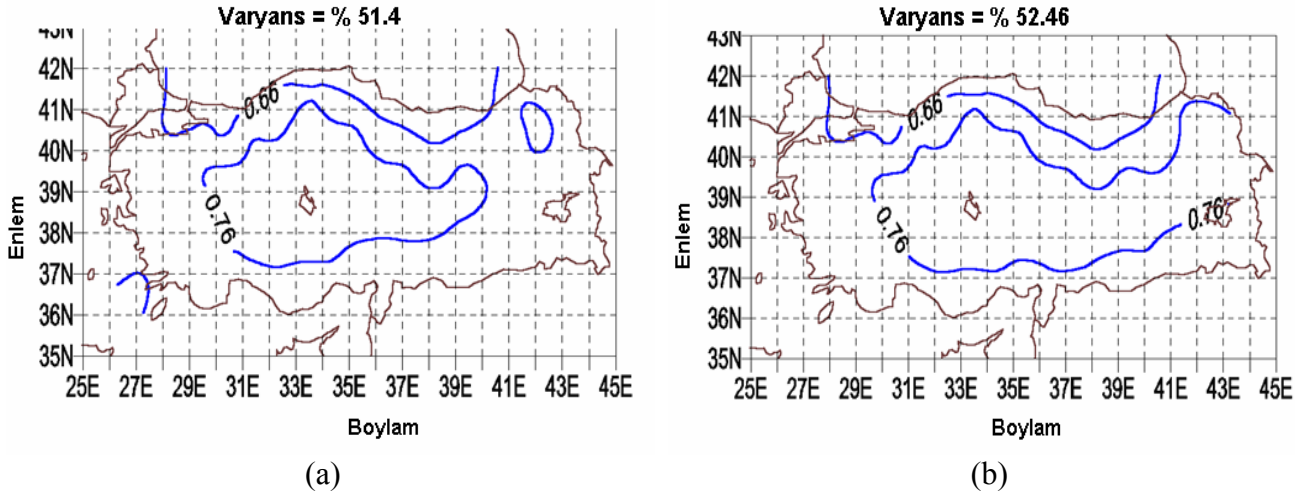 Varyans = % 51.4
43N
42N
41N
40N
39N
38N
37N
36N
35N
25E 27E 29E 31E 33E 35E 37E 39E 41E 43E 45E
Enlem
Boylam
0.66
0.76
(a)
Varyans = % 52.46
43N
42N
41N
40N
39N
38N
37N
36N
35N
25E 27E 29E 31E 33E 35E 37E 39E 41E 43E 45E
Enlem
Boylam
0.66
0.76
0.76
(b)